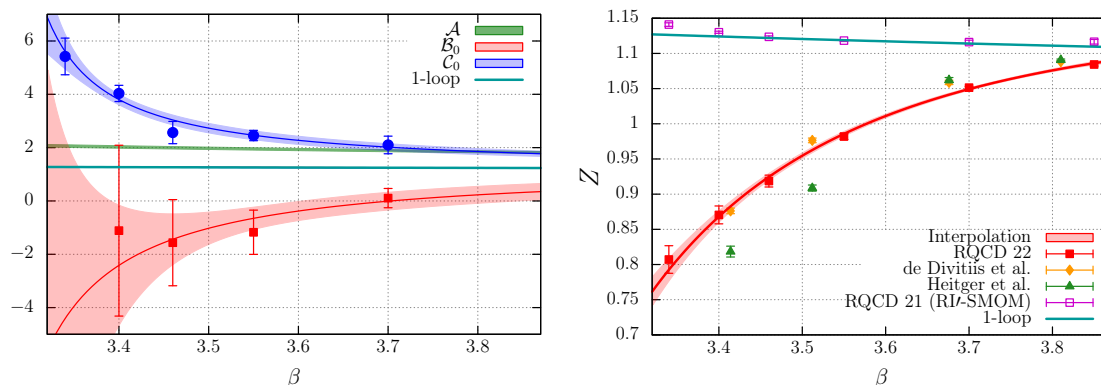 6
4
2
0
−2
−4
3.4
3.5
3.6
3.7
3.8
β
𝒜
ℬ₀
𝒞₀
1-loop
1.15
1.1
1.05
1
0.95
0.9
0.85
0.8
0.75
0.7
Z
3.4
3.5
3.6
3.7
3.8
β
Interpolation
RQCD 22
de Divitiis et al.
Heitger et al.
RQCD 21 (RI′-SMOM)
1-loop